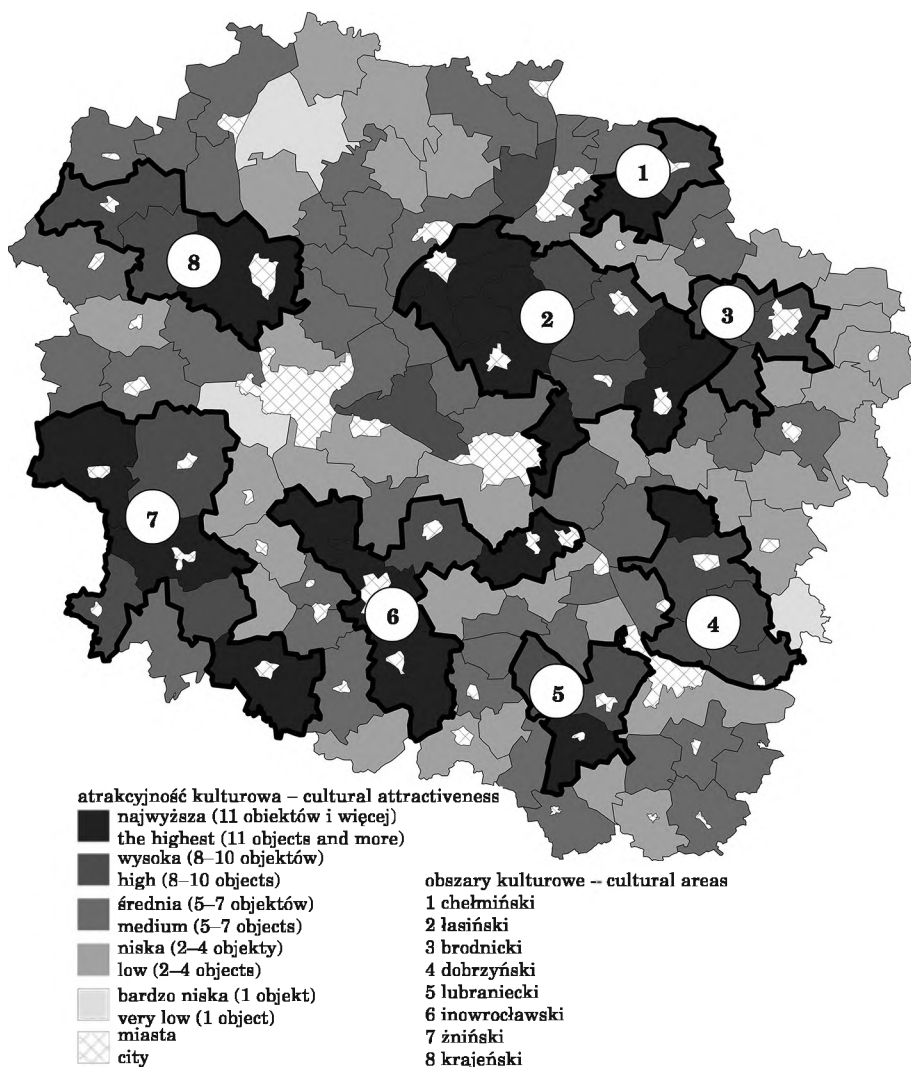 1
8
2
3
7
6
4
5
atrakcyjność kulturowa – cultural attractiveness
najwyższa (11 obiektów i więcej)
the highest (11 objects and more)
wysoka (8–10 objektów)
high (8–10 objects)
średnia (5–7 objektów)
medium (5–7 objects)
niska (2–4 objekty)
low (2–4 objects)
bardzo niska (1 objekt)
very low (1 object)
miasta
city
obszary kulturowe – cultural areas
1 chełmiński
2 łasiński
3 brodnicki
4 dobrzyński
5 lubraniecki
6 inowrocławski
7 żniński
8 krajeński